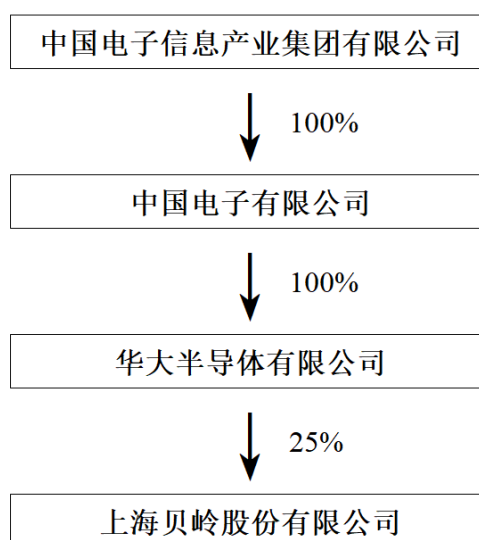 中国电子信息产业集团有限公司
100%
中国电子有限公司
100%
华大半导体有限公司
25%
上海贝岭股份有限公司